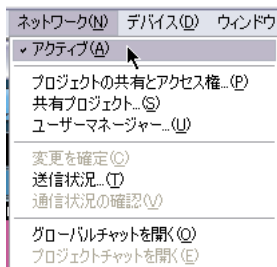 ネットワーク(N) デバイス(D) ウィンドウ
✓ アクティブ(A)
プロジェクトの共有とアクセス権...(P)
共有プロジェクト...(S)
ユーザーマネージャー...(U)
変更を確定(C)
送信状況...(T)
通信状況の確認(V)
グローバルチャットを開く(O)
プロジェクトチャットを開く(E)